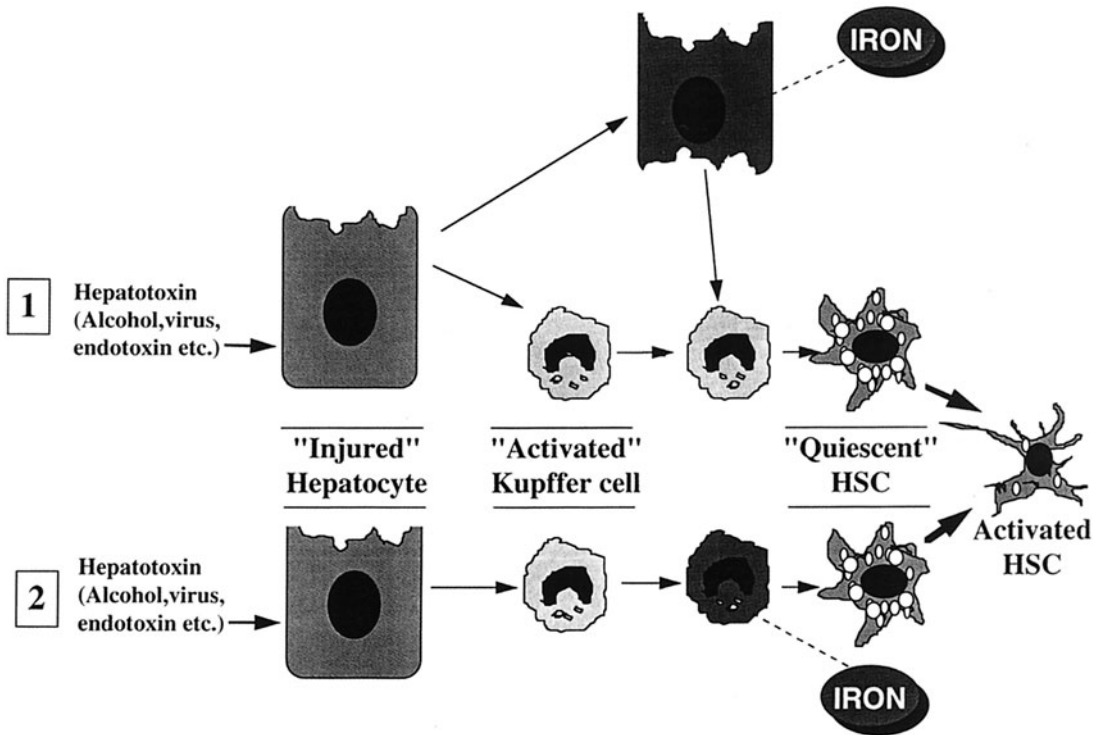 IRON
1
Hepatotoxin
(Alcohol,virus,
endotoxin etc.)
"Injured"
Hepatocyte
"Activated"
Kupffer cell
"Quiescent"
HSC
Activated
HSC
2
Hepatotoxin
(Alcohol,virus,
endotoxin etc.)
IRON